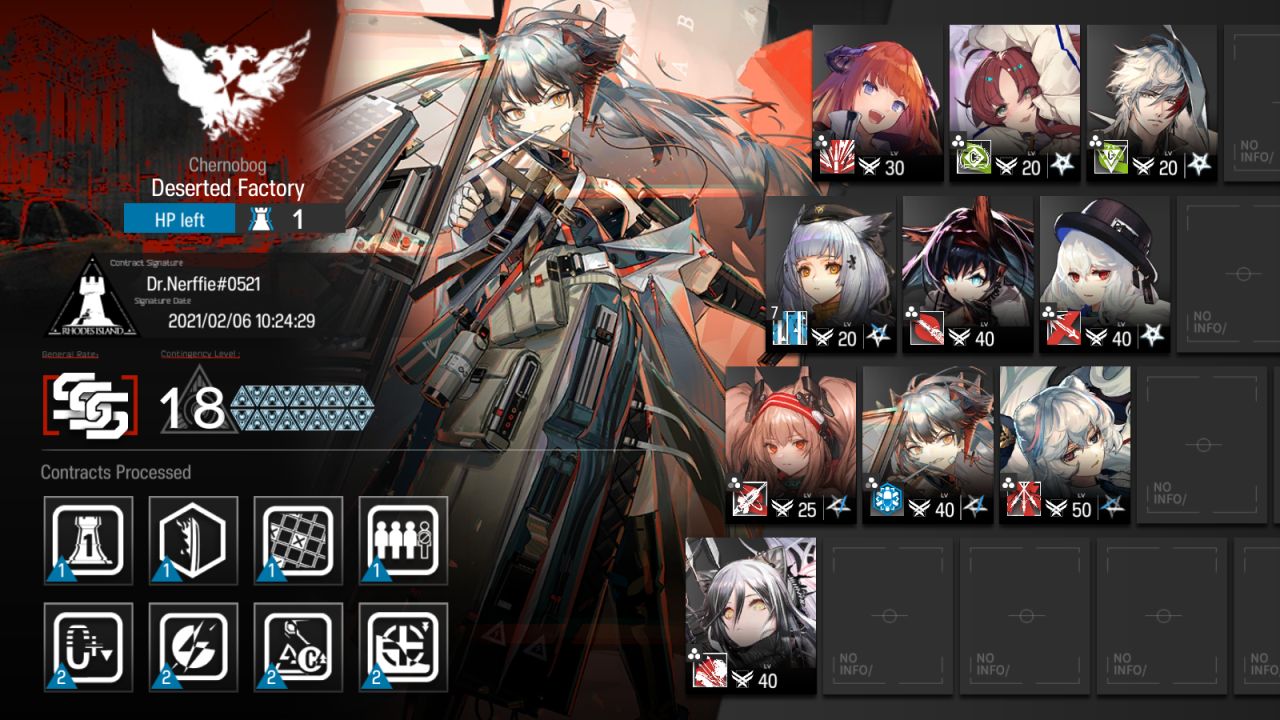 Chernobog
Deserted Factory
HP left
1
Contract Signature
Dr.Nerffie#0521
Signature Date
2021/02/06 10:24:29
RHODES ISLAND
General Rate:
Contingency Level :
18
Contracts Processed
1
1
1
1
1
2
2
C
2
2
B
A
LV
30
LV
20
LV
20
NO
INFO/
7
LV
20
LV
40
LV
40
NO
INFO/
LV
25
LV
40
LV
50
NO
INFO/
LV
40
NO
INFO/
NO
INFO/
NO
INFO/
NO
INFO/